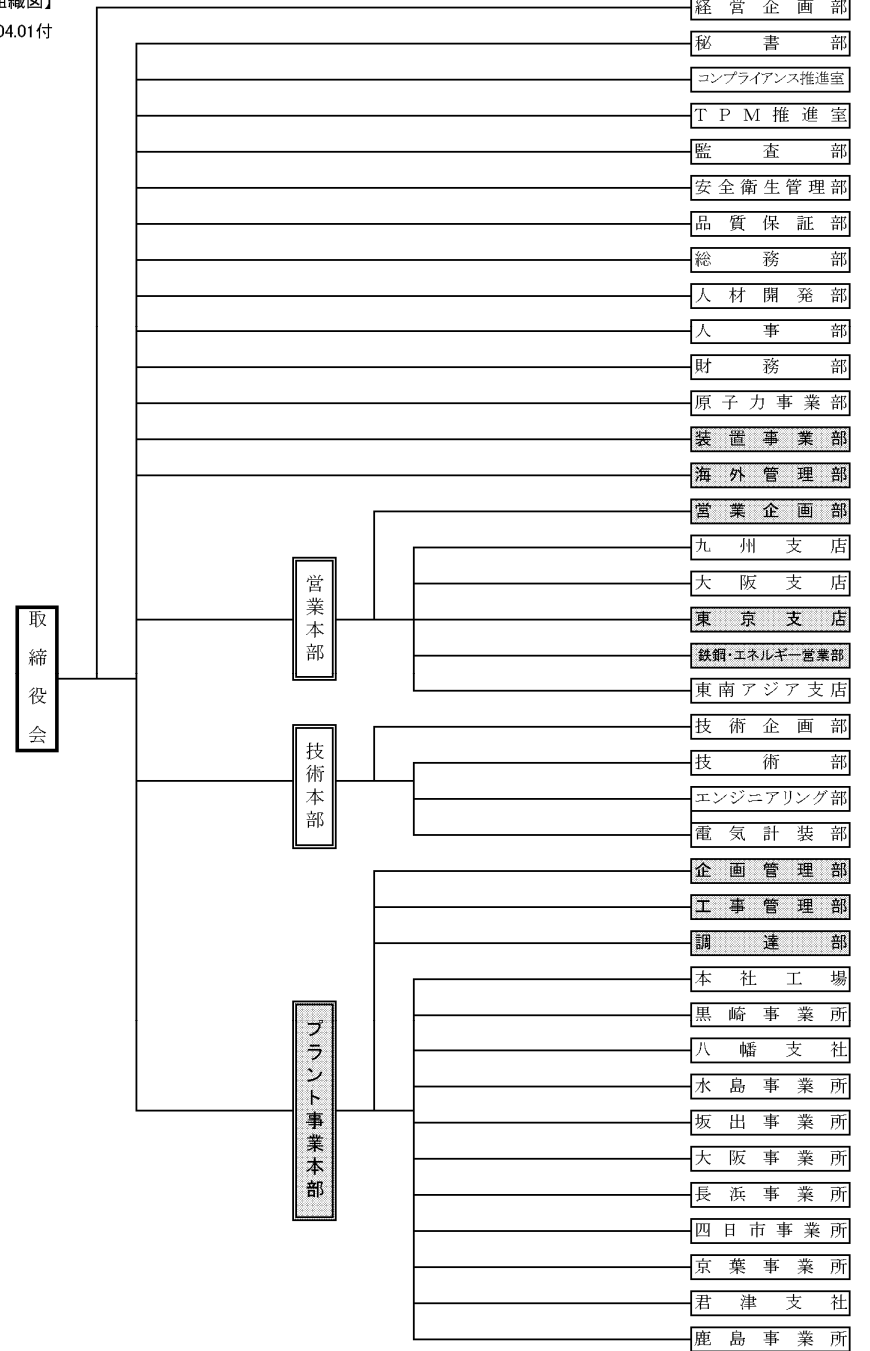 組織図】
04.01付
経営企画部
秘書部
コンプライアンス推進室
TPM推進室
監査部
安全衛生管理部
品質保証部
総務部
人材開発部
人事部
財務部
原子力事業部
装置事業部
海外管理部
営業企画部
九州支店
大阪支店
東京支店
鉄鋼・エネルギー営業部
東南アジア支店
技術企画部
技術部
エンジニアリング部
電気計装部
企画管理部
工事管理部
調達部
本社工場
黒崎事業所
八幡支社
水島事業所
坂出事業所
大阪事業所
長浜事業所
四日市事業所
京葉事業所
君津支社
鹿島事業所
営業本部
技術本部
プラント事業本部
取締役会